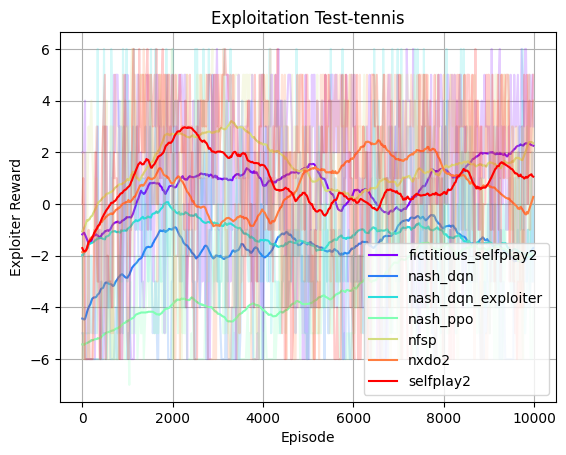 Exploitation Test-tennis
Exploiter Reward
6
4
2
0
−2
−4
−6
0
2000
4000
6000
8000
10000
Episode
fictitious_selfplay2
nash_dqn
nash_dqn_exploiter
nash_ppo
nfsp
nxdo2
selfplay2